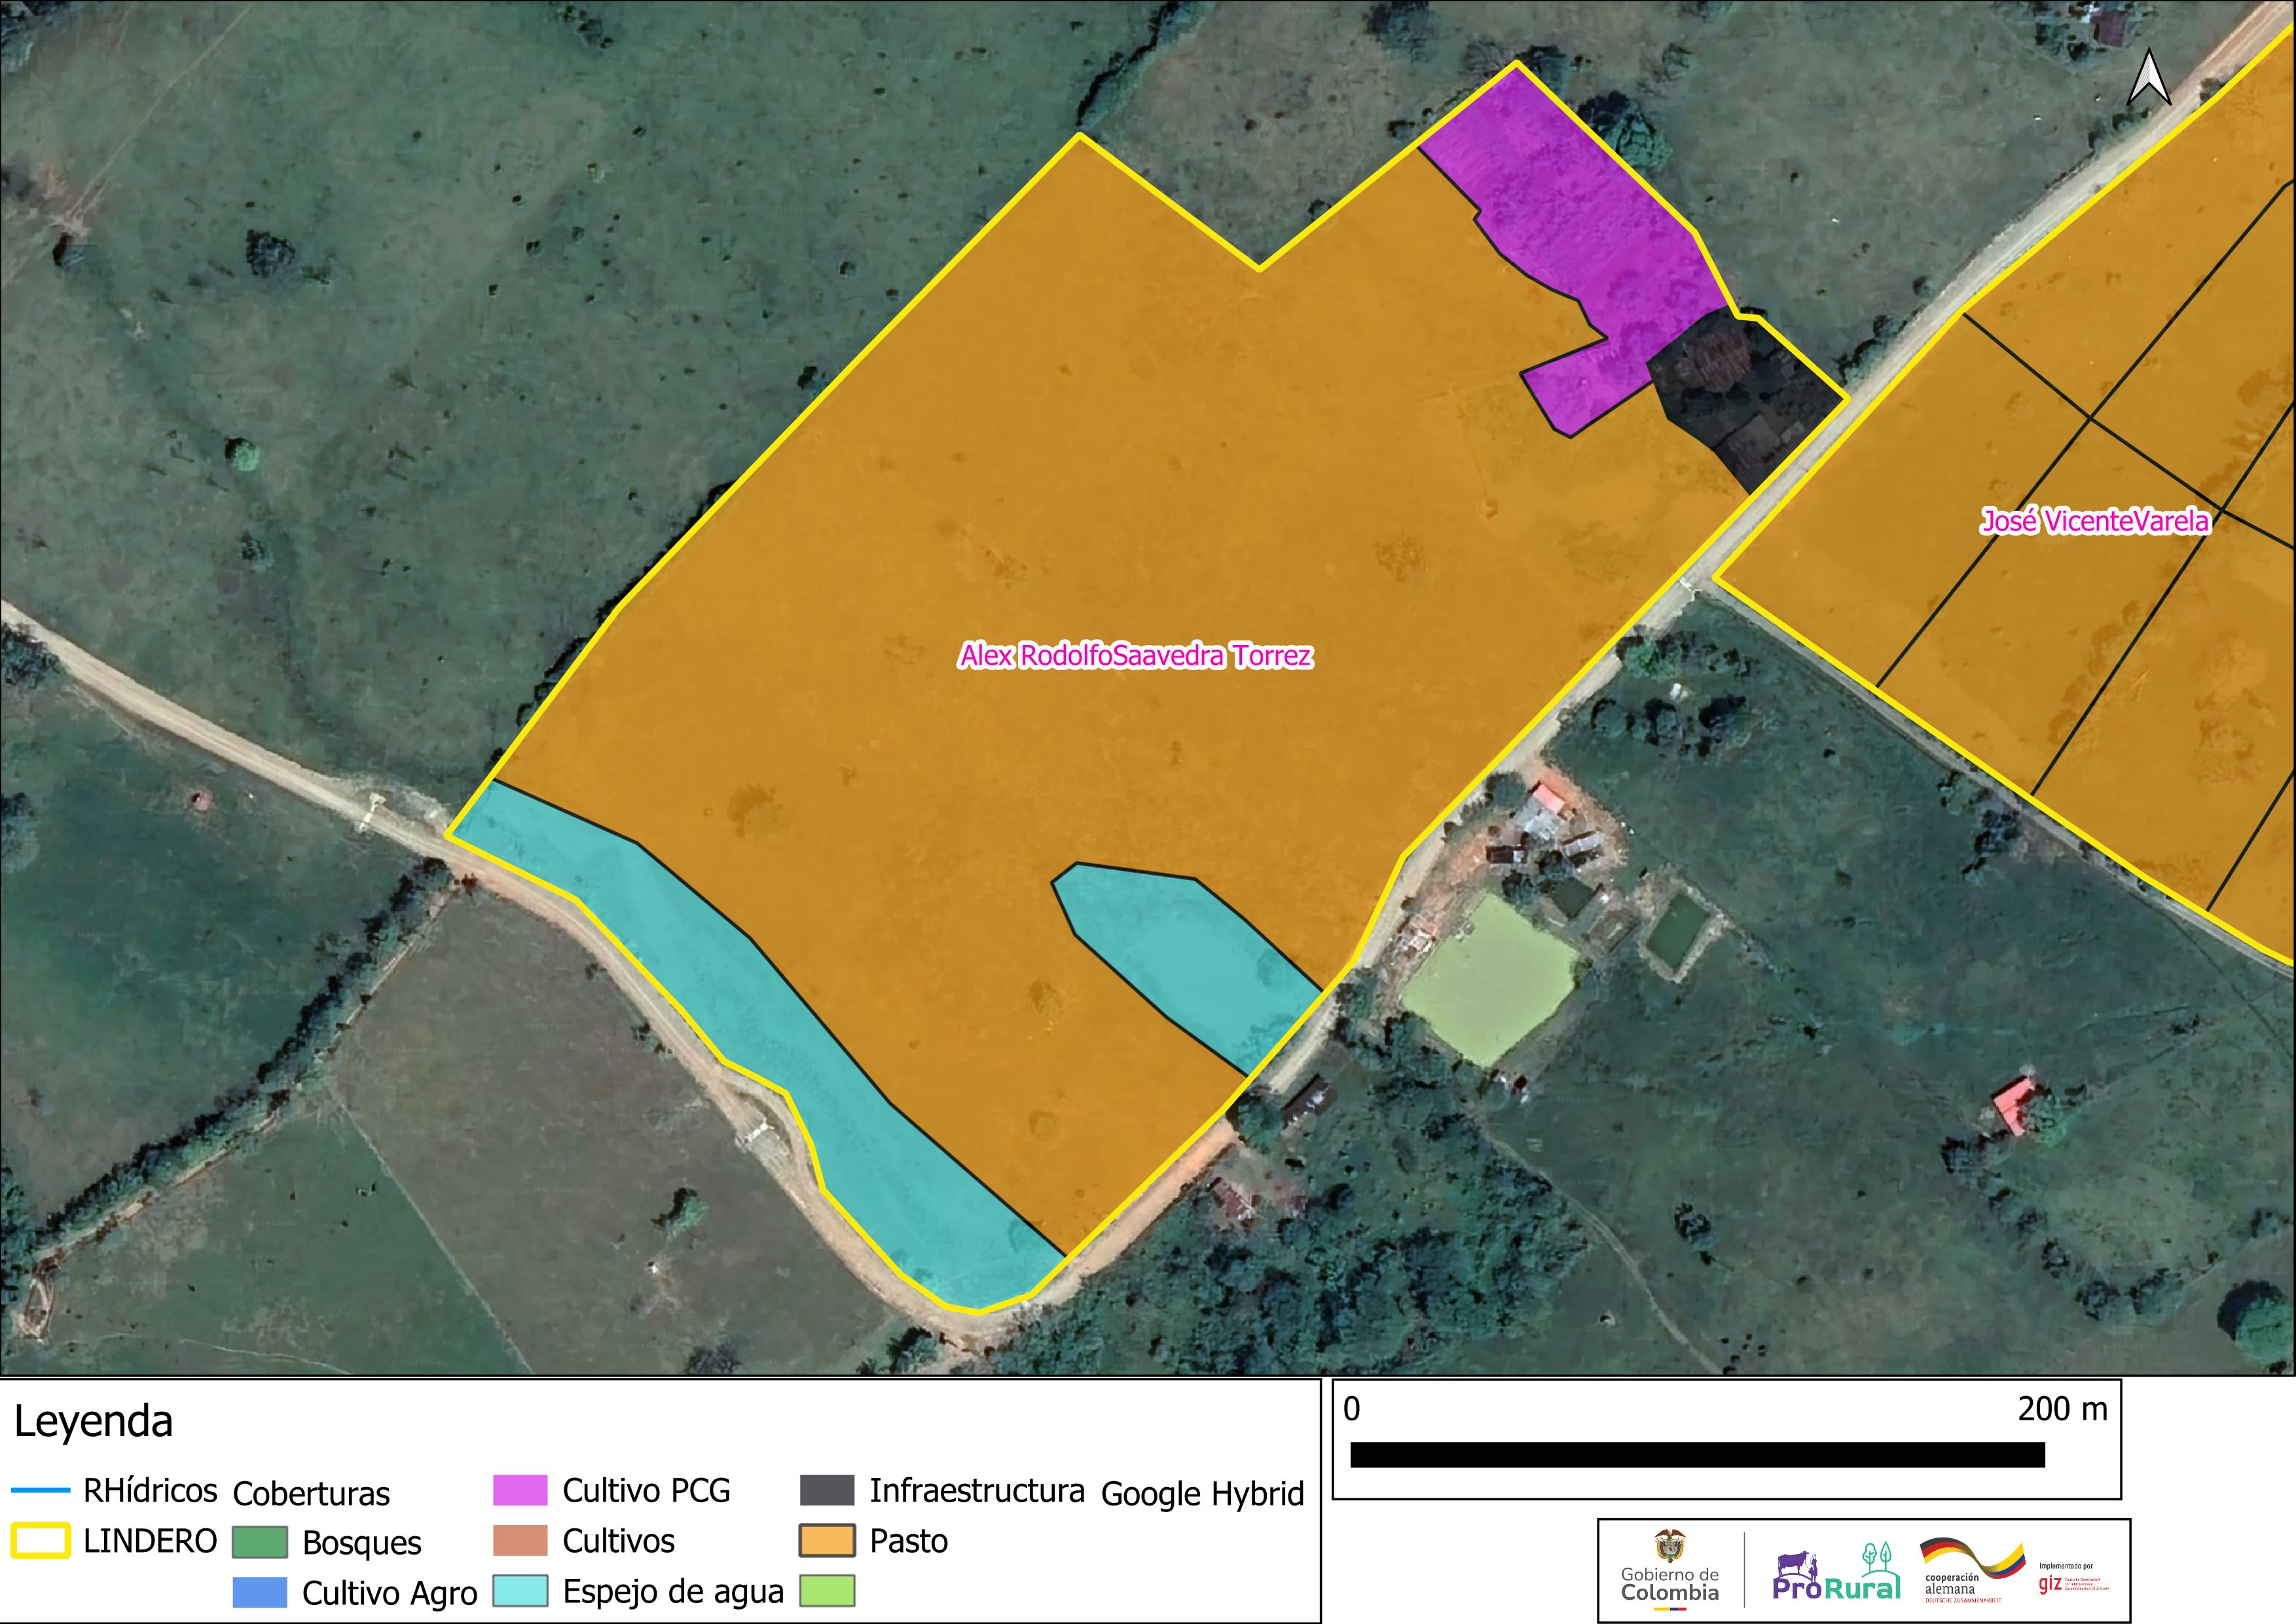 José VicenteVarela
Alex RodolfoSaavedra Torrez
Leyenda
RHídricos
LINDERO
Coberturas
Bosques
Cultivo Agro
Cultivo PCG
Cultivos
Espejo de agua
Infraestructura
Pasto
Google Hybrid
0 200 m
Gobierno de
Colombia
ProRural
cooperación
alemana
DEUTSCHE ZUSAMMENARBEIT
Implementado por
giz